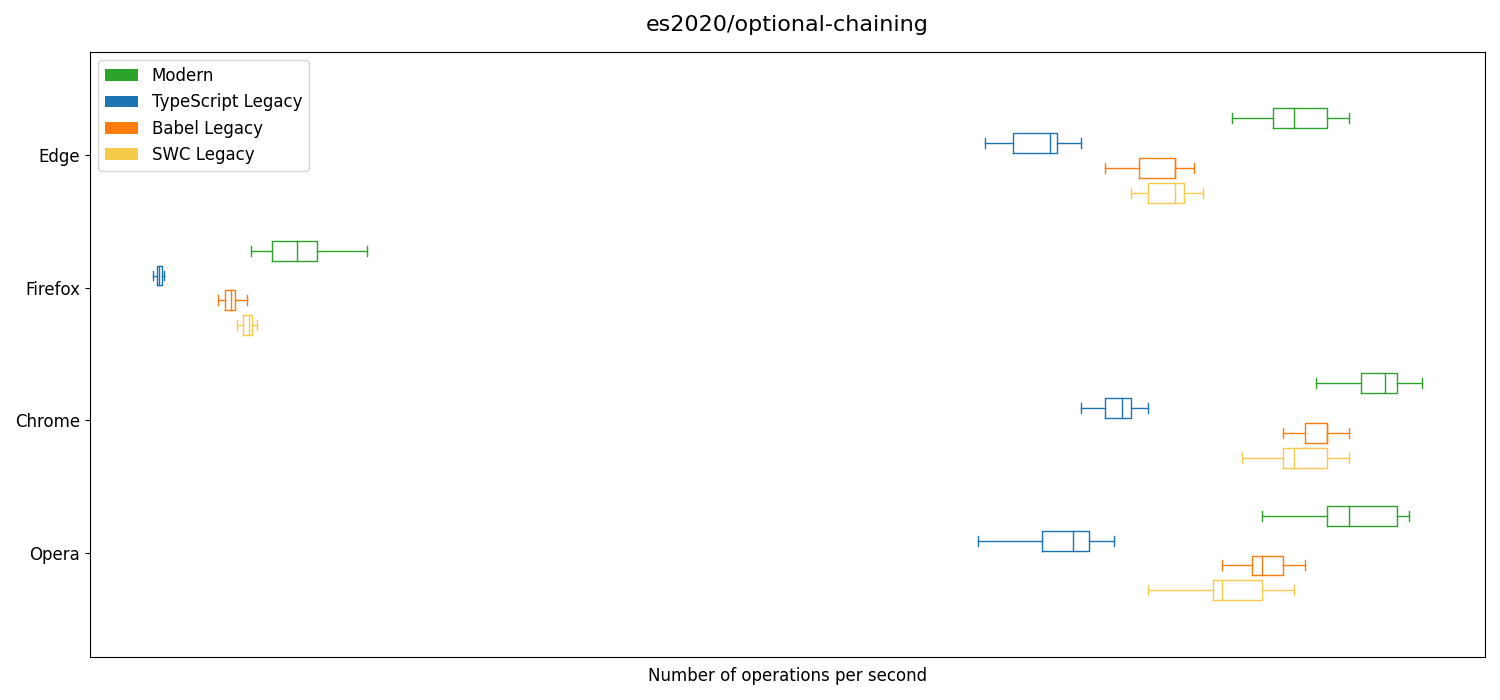 es2020/optional-chaining
Modern
TypeScript Legacy
Babel Legacy
SWC Legacy
Edge
Firefox
Chrome
Opera
Number of operations per second